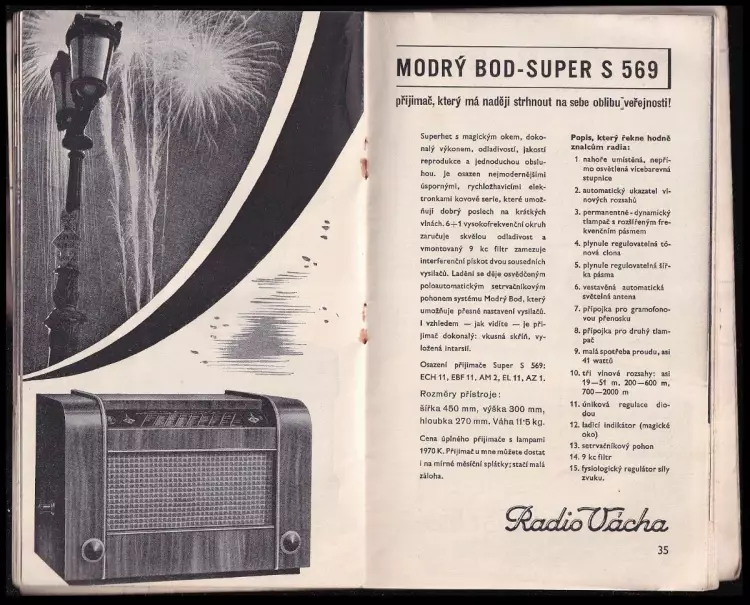 MODRÝ BOD-SUPER S 569
přijimač, který má naději strhnout na sebe oblibu veřejnosti!
Superhet s magickým okem, doko-
nalý výkonem, odladivostí, jakostí
reprodukce a jednoduchou obslu-
hou. Je osazen nejmodernějšími
úspornými, rychložhavicími elek-
tronkami kovové serie, které umož-
ňují dobrý poslech na krátkých
vlnách. 6+1 vysokofrekvenční okruh
zaručuje skvělou odladivost a
vmontovaný 9 kc filtr zamezuje
interferenční pískot dvou sousedních
vysilačů. Ladění se děje osvědčeným
poloautomatickým setrvačníkovým
pohonem systému Modrý Bod, který
umožňuje přesné nastavení vysilačů.
I vzhledem — jak vidíte — je při-
jimač dokonalý: vkusná skříň, vy-
ložená intarsií.
Osazení přijimače Super S 569:
ECH 11, EBF 11, AM 2, EL 11, AZ 1.
Rozměry přístroje:
šířka 450 mm, výška 300 mm,
hloubka 270 mm. Váha 11·5 kg.
Cena úplného přijimače s lampami
1970 K. Přijimač u mne můžete dostat
i na mírné měsíční splátky; stačí malá
záloha.
Popis, který řekne hodně
znalcům radia:
1 nahoře umístěná, nepří-
mo osvětlená vícebarevná
stupnice
2. automatický ukazatel vl-
nových rozsahů
3. permanentně-dynamický
tlampač s rozšířeným fre-
kvenčním pásmem
4. plynule regulovatelná tó-
nová clona
5. plynule regulovatelná šíř-
ka pásma
6. vestavěná automatická
světelná antena
7. přípojka pro gramofono-
vou přenosku
8. přípojka pro druhý tlam-
pač
9. malá spotřeba proudu, asi
41 wattů
10. tři vlnové rozsahy: asi
19—51 m, 200—600 m,
700—2000 m
11. úniková regulace dio-
dou
12. ladicí indikátor (magické
oko)
13. setrvačníkový pohon
14. 9 kc filtr
15. fysiologický regulátor síly
zvuku.
Radio Vácha
35